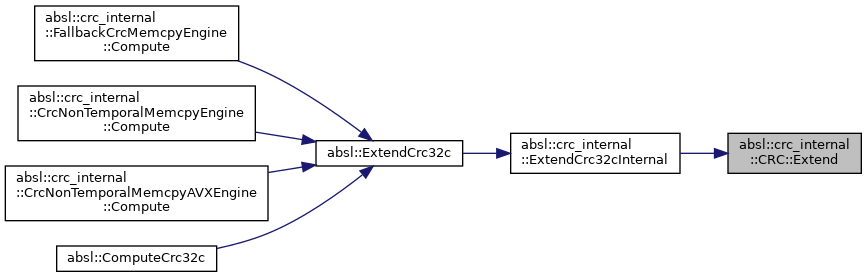 absl::crc_internal
::FallbackCrcMemcpyEngine
::Compute
absl::crc_internal
::CrcNonTemporalMemcpyEngine
::Compute
absl::crc_internal
::CrcNonTemporalMemcpyAVXEngine
::Compute
absl::ComputeCrc32c
absl::ExtendCrc32c
absl::crc_internal
::ExtendCrc32cInternal
absl::crc_internal
::CRC::Extend